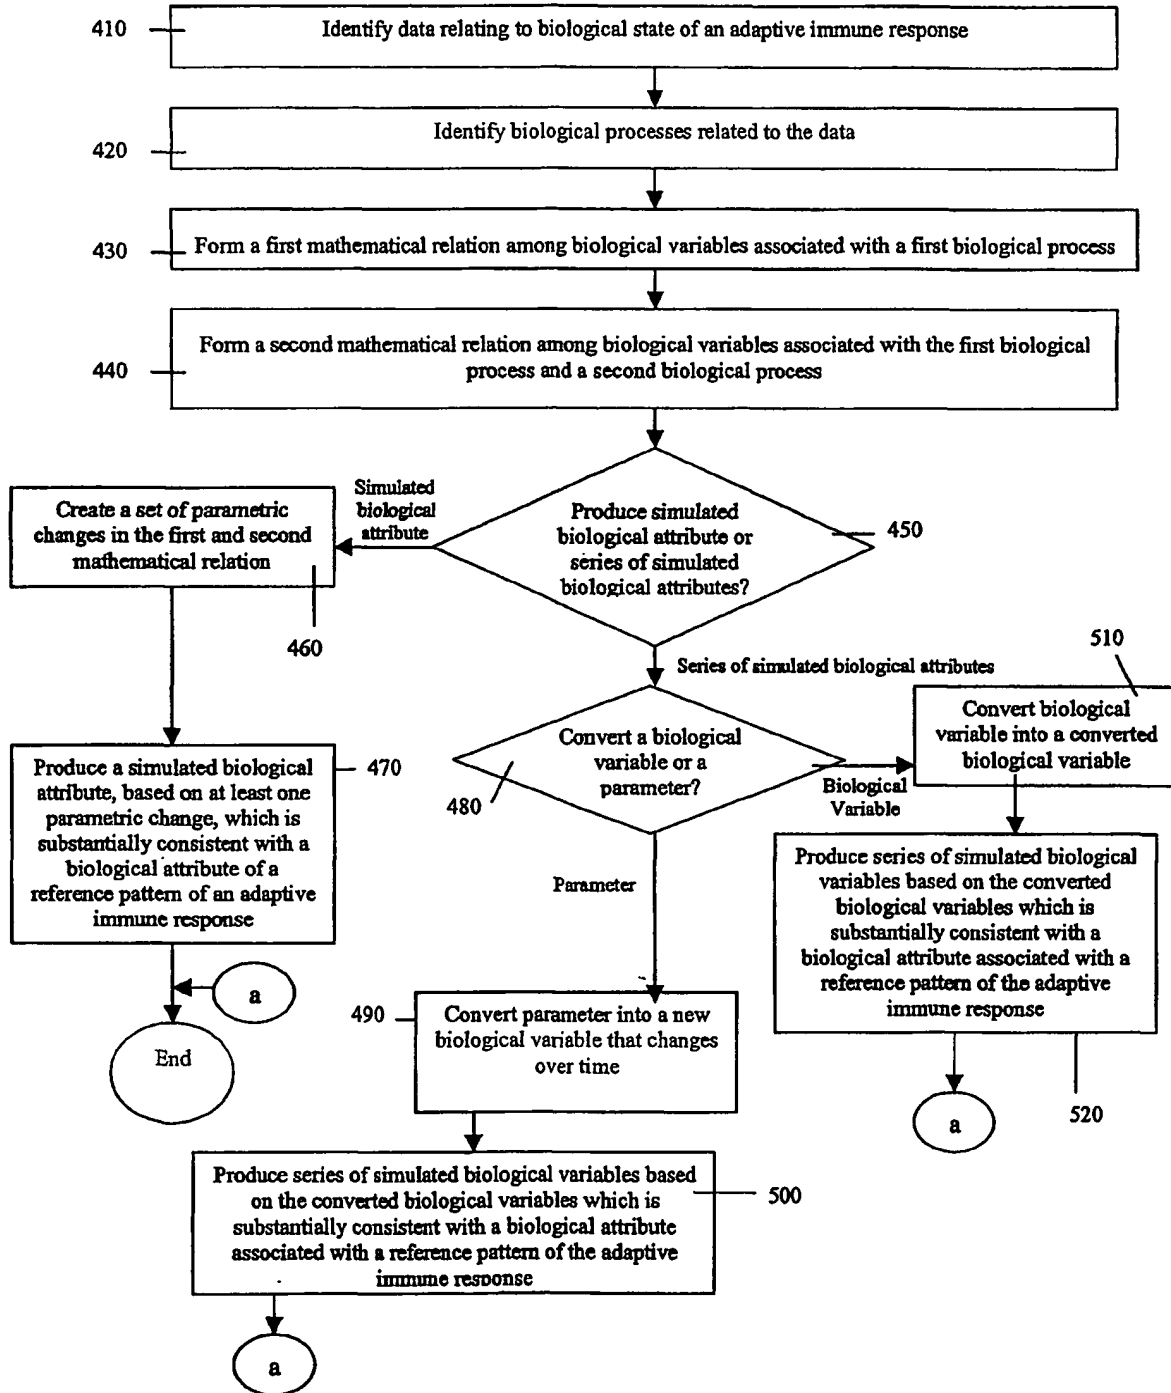 410
Identify data relating to biological state of an adaptive immune response
420
Identify biological processes related to the data
430
Form a first mathematical relation among biological variables associated with a first biological process
440
Form a second mathematical relation among biological variables associated with the first biological
process and a second biological process
Create a set of parametric
changes in the first and second
mathematical relation
460
Simulated
biological
attribute
Produce simulated
biological attribute or
series of simulated
biological attributes?
450
Series of simulated biological attributes
510
Convert biological
variable into a converted
biological variable
Convert a biological
variable or a
parameter?
480
Biological
Variable
Produce a simulated biological
attribute, based on at least one
parametric change, which is
substantially consistent with a
biological attribute of a
reference pattern of an adaptive
immune response
470
a
End
Parameter
Produce series of simulated biological
variables based on the converted
biological variables which is
substantially consistent with a
biological attribute associated with a
reference pattern of the adaptive
immune response
520
a
490
Convert parameter into a new
biological variable that changes
over time
Produce series of simulated biological variables based
on the converted biological variables which is
substantially consistent with a biological attribute
associated with a reference pattern of the adaptive
immune response
500
a